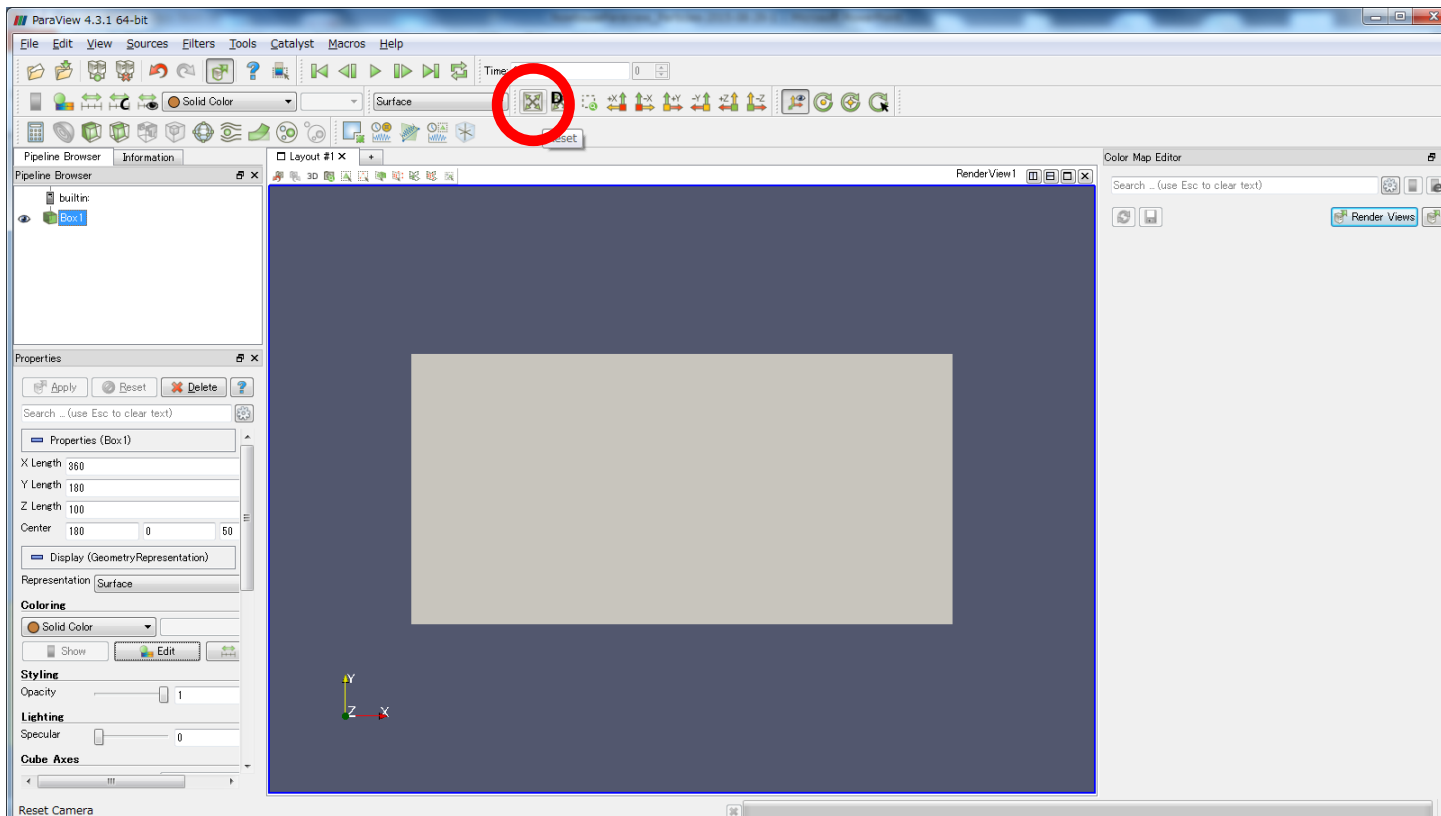 ParaView 4.3.1 64-bit
File Edit View Sources Filters Tools Catalyst Macros Help
Time: 0
Solid Color Surface
Reset
+X -X +Y -Y +Z -Z
Pipeline Browser Information
Layout #1 +
Color Map Editor
Pipeline Browser
3D
RenderView1
Search ... (use Esc to clear text)
builtin:
Box1
Render Views
Properties
Apply Reset Delete ?
Search ... (use Esc to clear text)
Properties (Box1)
X Length 360
Y Length 180
Z Length 100
Center 180 0 50
Display (GeometryRepresentation)
Representation Surface
Coloring
Solid Color
Show Edit
Styling
Opacity 1
Lighting
Specular 0
Cube Axes
Y
Z X
Reset Camera